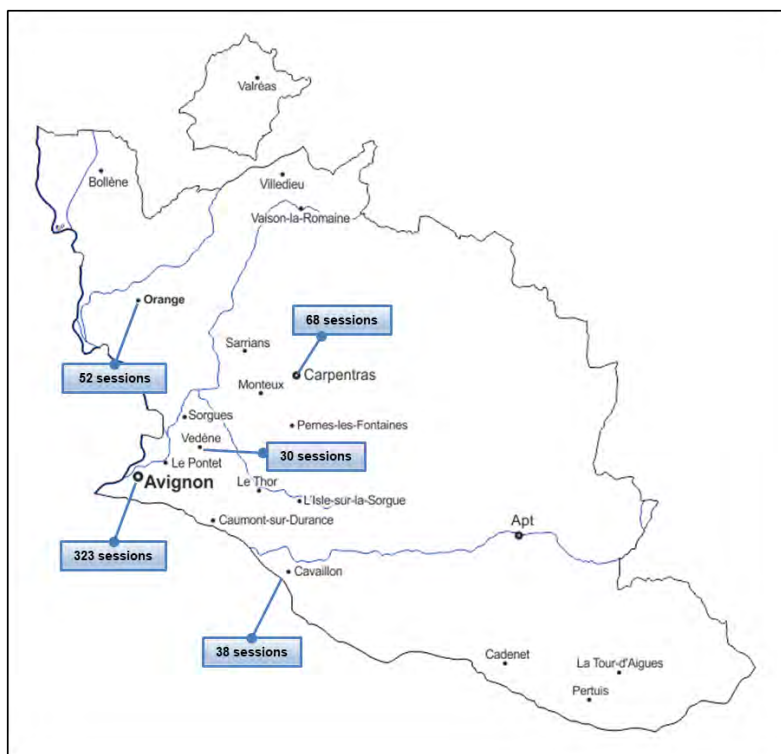 Valréas
Bollène
Villedieu
Vaison-la-Romaine
Orange
68 sessions
Sarrians
52 sessions
Carpentras
Monteux
Sorgues
Pernes-les-Fontaines
Vedène
30 sessions
Le Pontet
Avignon
Le Thor
L'Isle-sur-la-Sorgue
Caumont-sur-Durance
Apt
323 sessions
Cavaillon
38 sessions
Cadenet
La Tour-d'Aigues
Pertuis